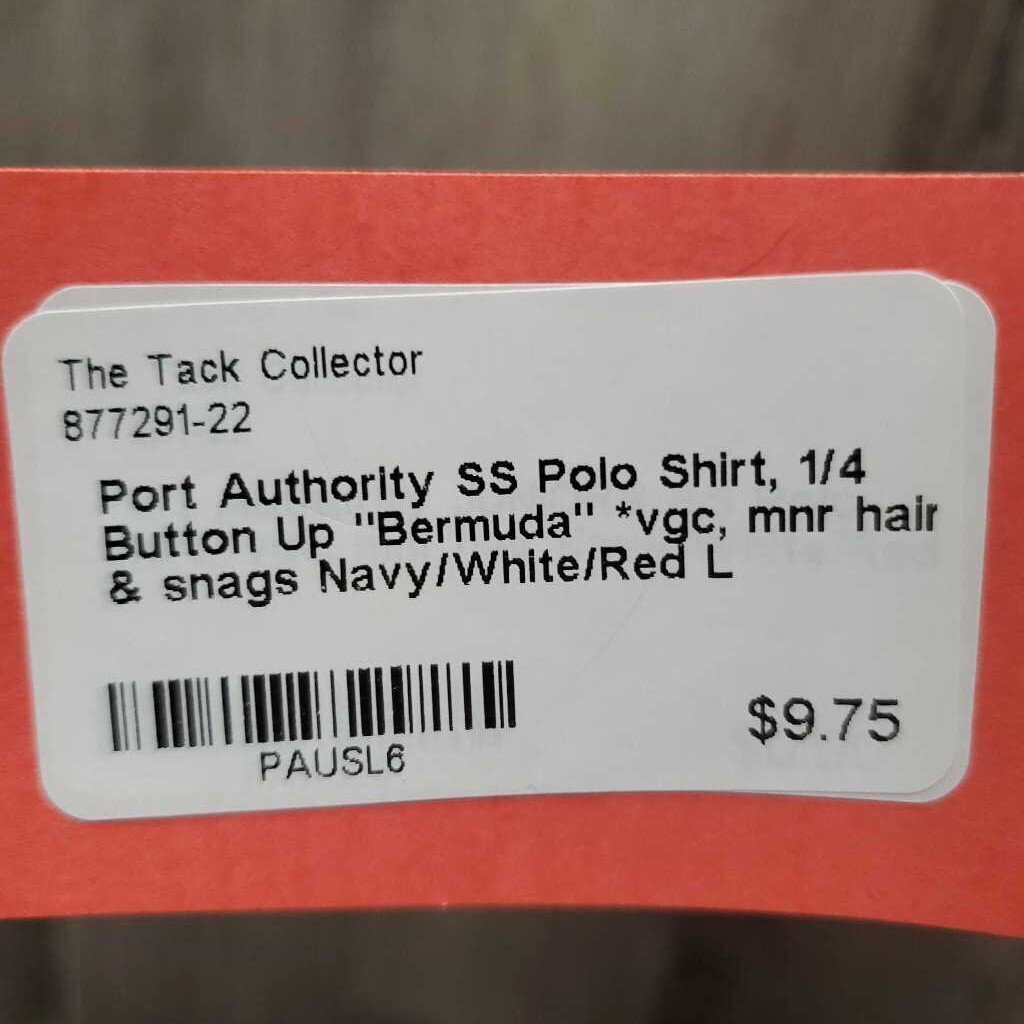 The Tack Collector
877291-22
Port Authority SS Polo Shirt, 1/4
Button Up "Bermuda" *vgc, mnr hair
& snags Navy/White/Red L
PAUSL6
$9.75